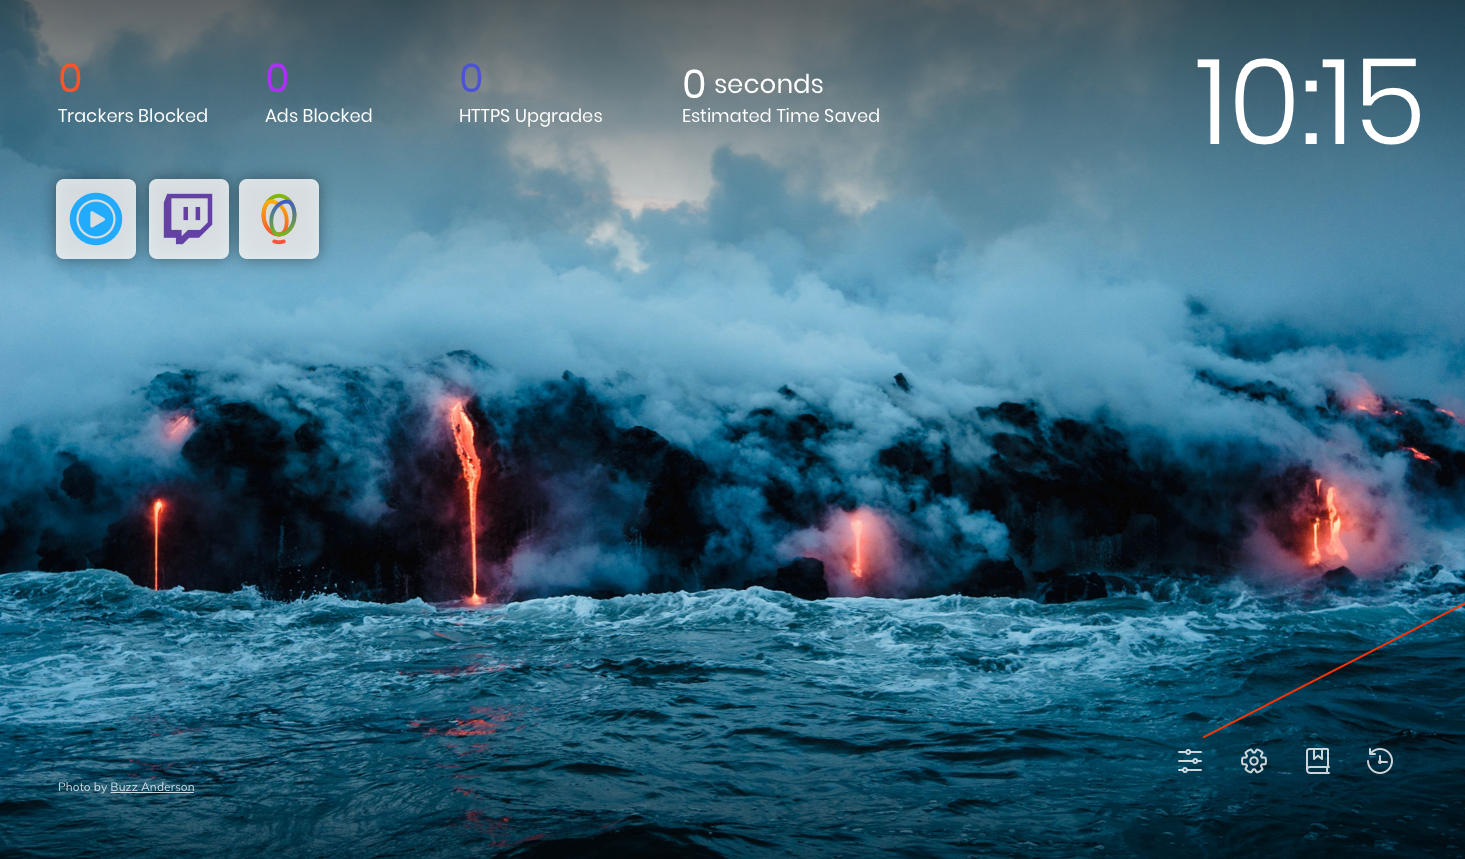 0
Trackers Blocked
0
Ads Blocked
0
HTTPS Upgrades
0 seconds
Estimated Time Saved
10:15
Photo by Buzz Anderson